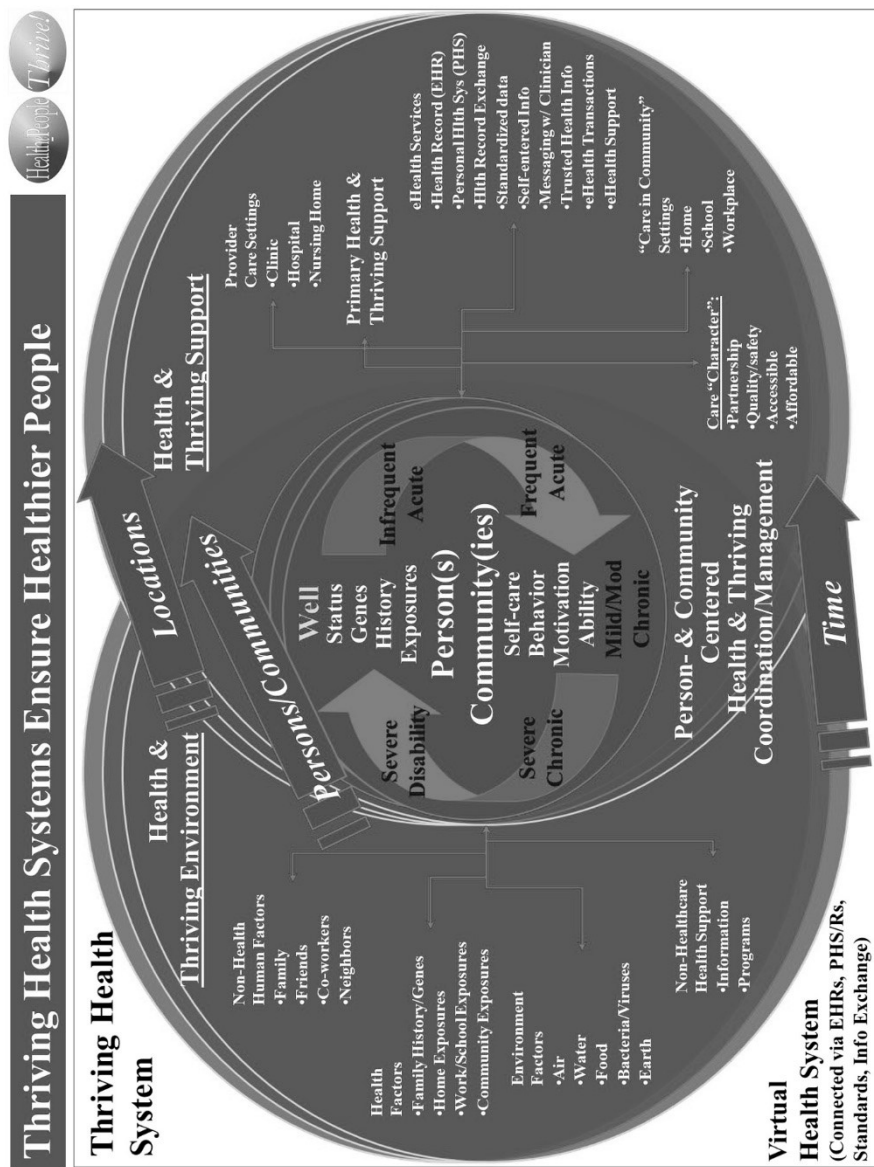 Thriving Health Systems Ensure Healthier People
HealthePeople
Thrive!
Thriving Health
System
Health &
Thriving Environment
Locations
Persons/Communities
Health &
Thriving Support
Non-Health
Human Factors
•Family
•Friends
•Co-workers
•Neighbors
Health
Factors
•Family History/Genes
•Home Exposures
•Work/School Exposures
•Community Exposures
Environment
Factors
•Air
•Water
•Food
•Bacteria/Viruses
•Earth
Non-Healthcare
Health Support
•Information
•Programs
Severe
Disability
Severe
Chronic
Well
Status
Genes
History
Exposures
Person(s)
Community(ies)
Self-care
Behavior
Motivation
Ability
Mild/Mod
Chronic
Infrequent
Acute
Frequent
Acute
Person- & Community
Centered
Health & Thriving
Coordination/Management
Provider
Care Settings
•Clinic
•Hospital
•Nursing Home
Primary Health &
Thriving Support
eHealth Services
•Health Record (EHR)
•Personal Hlth Sys (PHS)
•Hlth Record Exchange
•Standardized data
•Self-entered Info
•Messaging w/ Clinician
•Trusted Health Info
•eHealth Transactions
•eHealth Support
Care "Character":
•Partnership
•Quality/safety
•Accessible
•Affordable
"Care in Community"
Settings
•Home
•School
•Workplace
Time
Virtual
Health System
(Connected via EHRs, PHS/Rs,
Standards, Info Exchange)